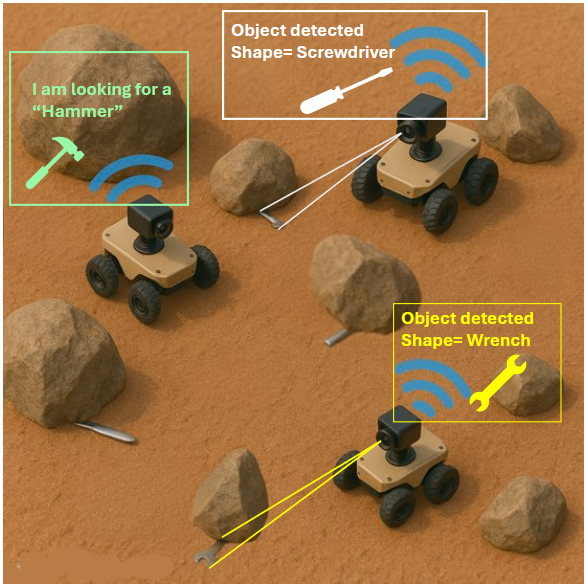 Object detected
Shape= Screwdriver
I am looking for a
“Hammer”
Object detected
Shape= Wrench